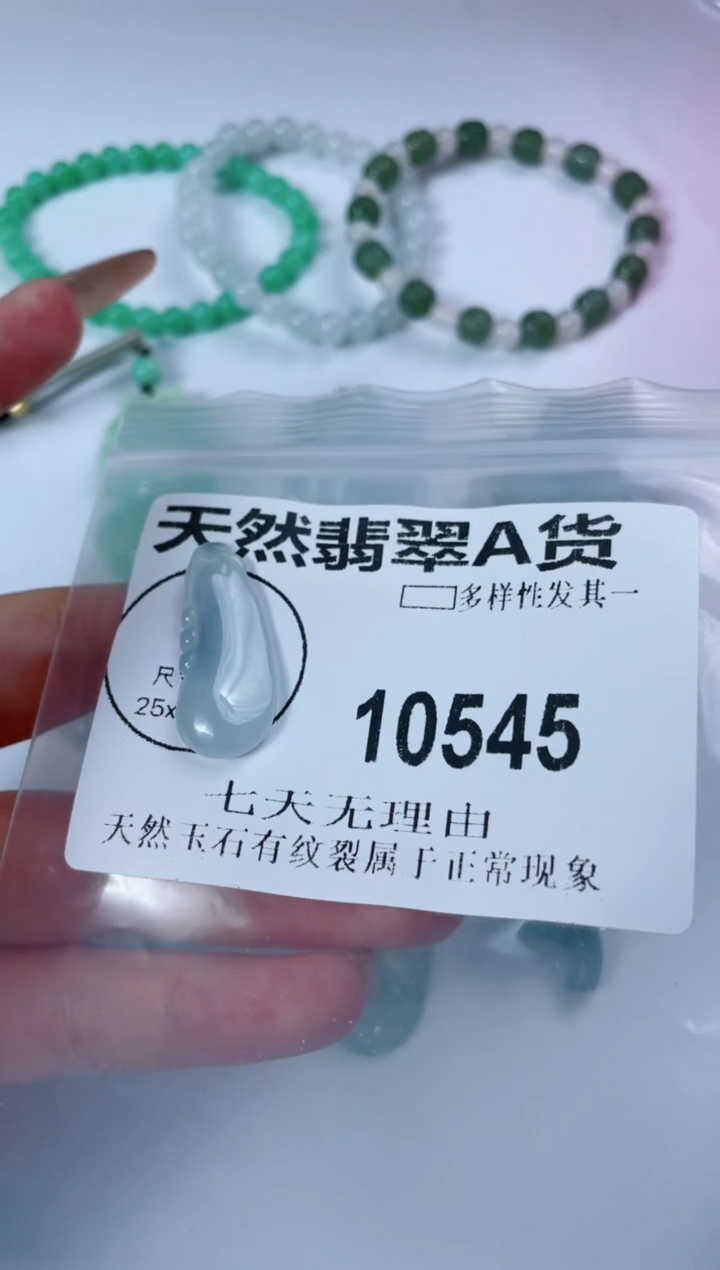 天然翡翠A货
多样性发其一
尺
25x
10545
七天无理由
天然玉石有纹裂属于正常现象